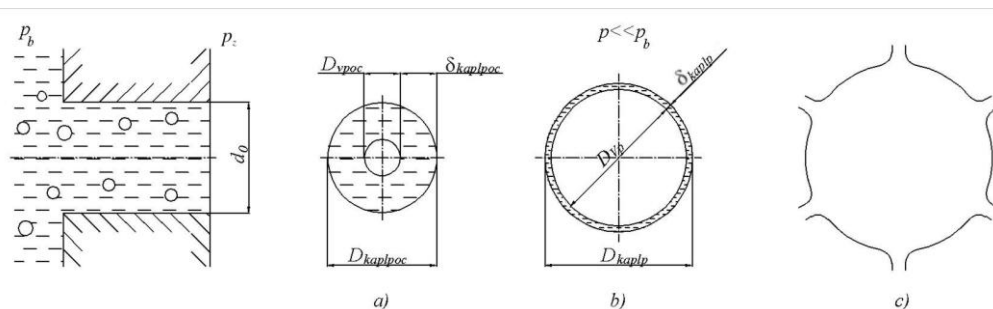 p_b
p_z
d_0
D_vpoc
δ_kaplpoc
D_kaplpoc
a)
p<<p_b
δ_kaplp
D_vp
D_kaplp
b)
c)